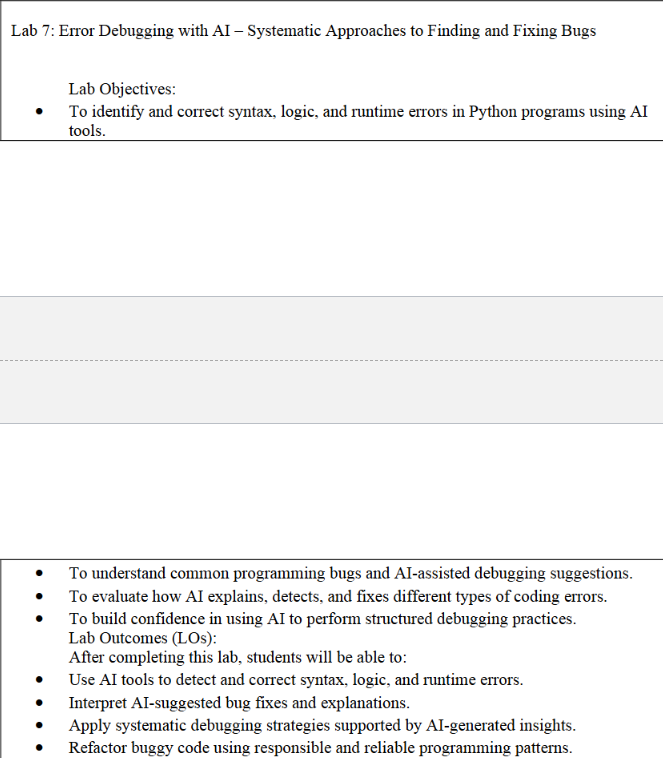 Lab 7: Error Debugging with AI – Systematic Approaches to Finding and Fixing Bugs
Lab Objectives:
• To identify and correct syntax, logic, and runtime errors in Python programs using AI
tools.
• To understand common programming bugs and AI-assisted debugging suggestions.
• To evaluate how AI explains, detects, and fixes different types of coding errors.
• To build confidence in using AI to perform structured debugging practices.
Lab Outcomes (LOs):
After completing this lab, students will be able to:
• Use AI tools to detect and correct syntax, logic, and runtime errors.
• Interpret AI-suggested bug fixes and explanations.
• Apply systematic debugging strategies supported by AI-generated insights.
• Refactor buggy code using responsible and reliable programming patterns.